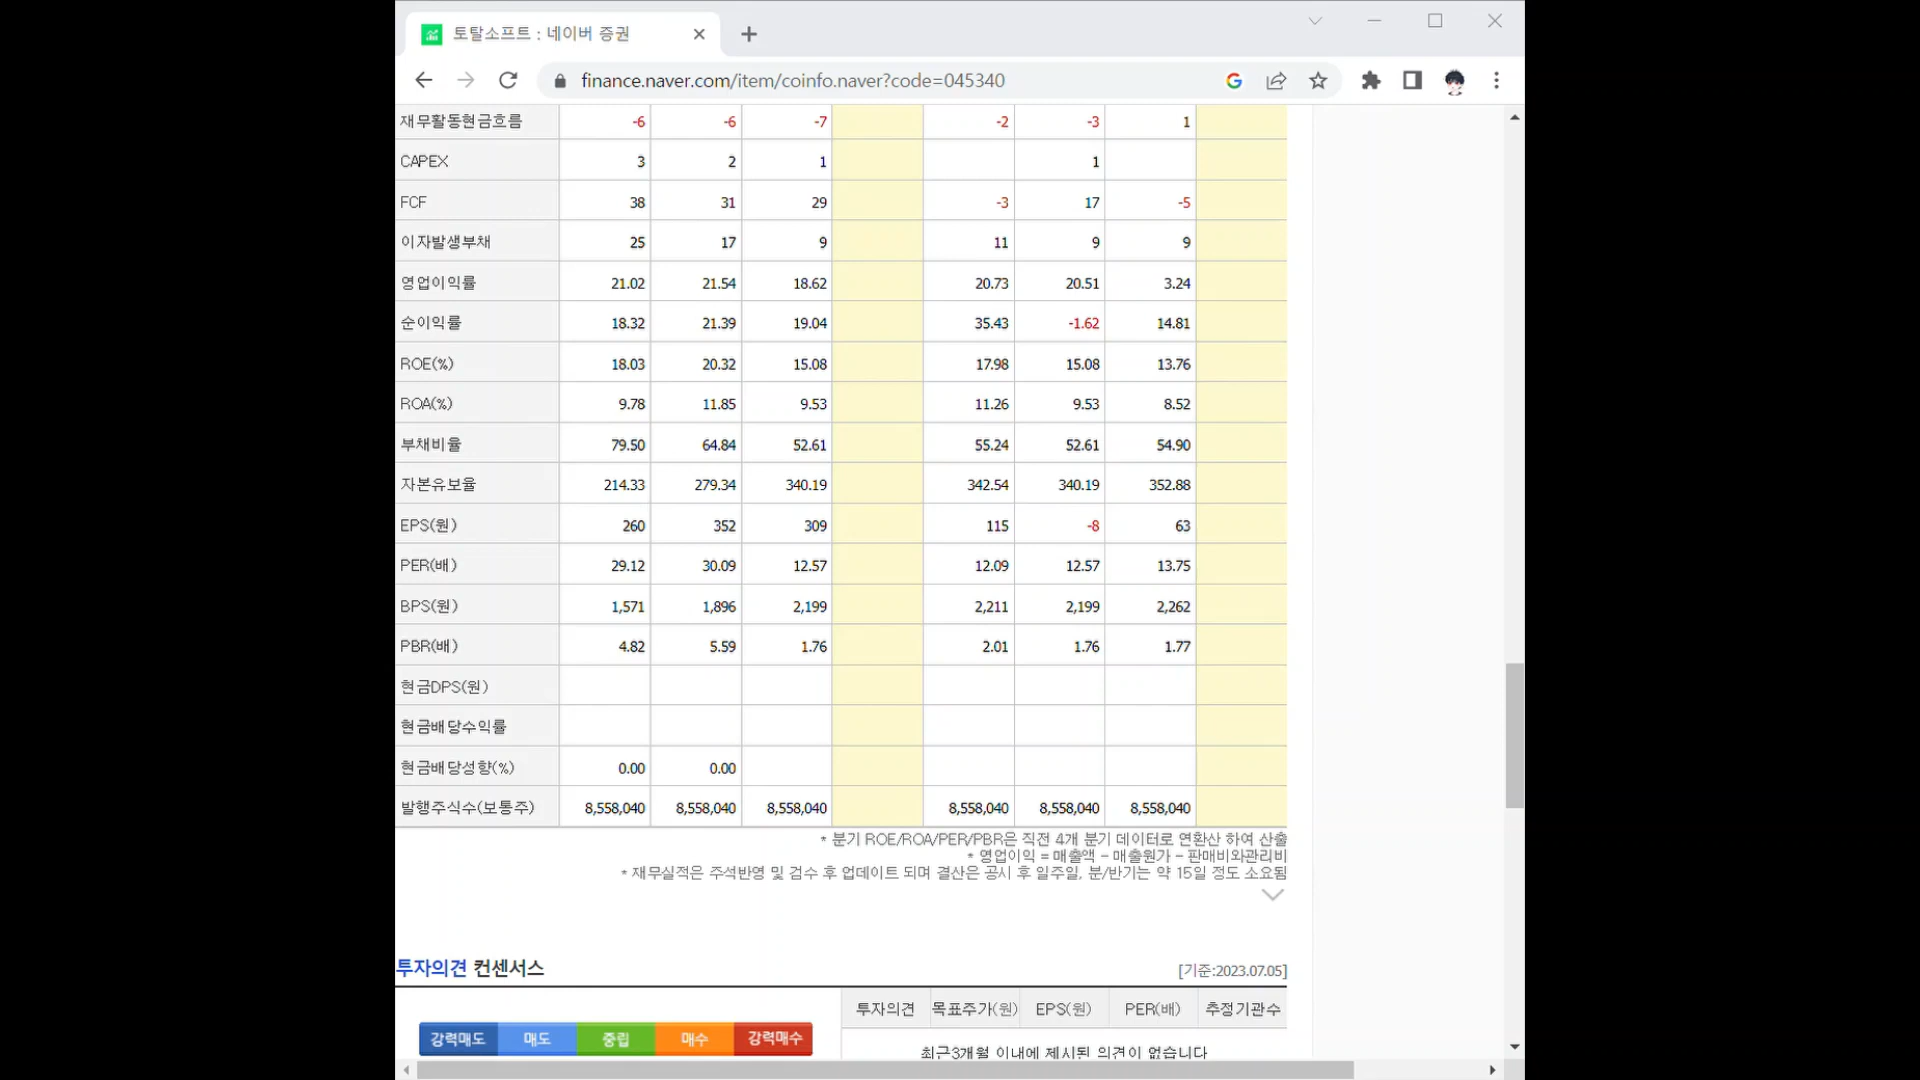 토탈소프트 : 네이버 증권
finance.naver.com/item/coinfo.naver?code=045340
재무활동현금흐름 -6 -6 -7 -2 -3 1
CAPEX 3 2 1 1
FCF 38 31 29 -3 17 -5
이자발생부채 25 17 9 11 9 9
영업이익률 21.02 21.54 18.62 20.73 20.51 3.24
순이익률 18.32 21.39 19.04 35.43 -1.62 14.81
ROE(%) 18.03 20.32 15.08 17.98 15.08 13.76
ROA(%) 9.78 11.85 9.53 11.26 9.53 8.52
부채비율 79.50 64.84 52.61 55.24 52.61 54.90
자본유보율 214.33 279.34 340.19 342.54 340.19 352.88
EPS(원) 260 352 309 115 -8 63
PER(배) 29.12 30.09 12.57 12.09 12.57 13.75
BPS(원) 1,571 1,896 2,199 2,211 2,199 2,262
PBR(배) 4.82 5.59 1.76 2.01 1.76 1.77
현금DPS(원)
현금배당수익률
현금배당성향(%) 0.00 0.00
발행주식수(보통주) 8,558,040 8,558,040 8,558,040 8,558,040 8,558,040 8,558,040
* 분기 ROE/ROA/PER/PBR은 직전 4개 분기 데이터로 연환산 하여 산출
* 영업이익 = 매출액 - 매출원가 - 판매비와관리비
* 재무실적은 주석반영 및 검수 후 업데이트 되며 결산은 공시 후 일주일, 분/반기는 약 15일 정도 소요됨
투자의견 컨센서스 [기준:2023.07.05]
투자의견 목표주가(원) EPS(원) PER(배) 추정기관수
강력매도 매도 중립 매수 강력매수
최근3개월 이내에 제시된 의견이 없습니다